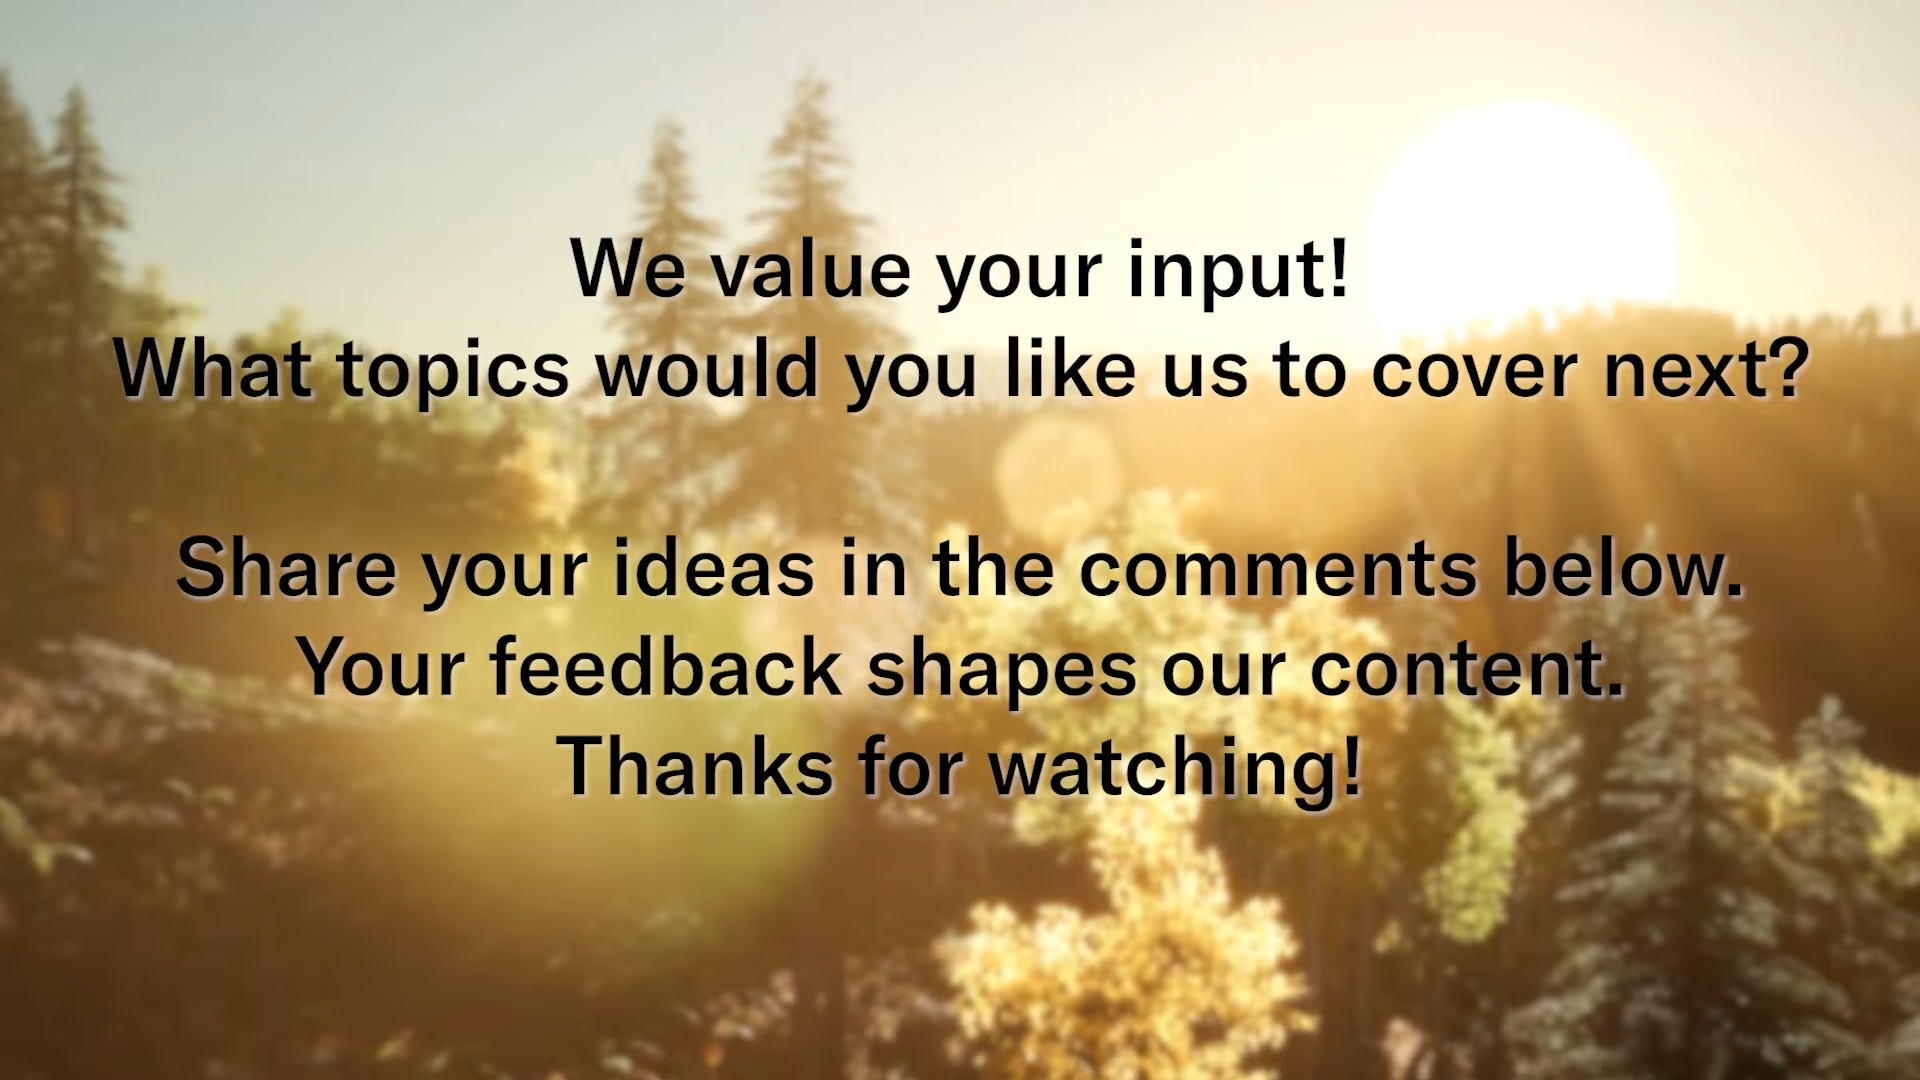 We value your input!
What topics would you like us to cover next?
Share your ideas in the comments below.
Your feedback shapes our content.
Thanks for watching!